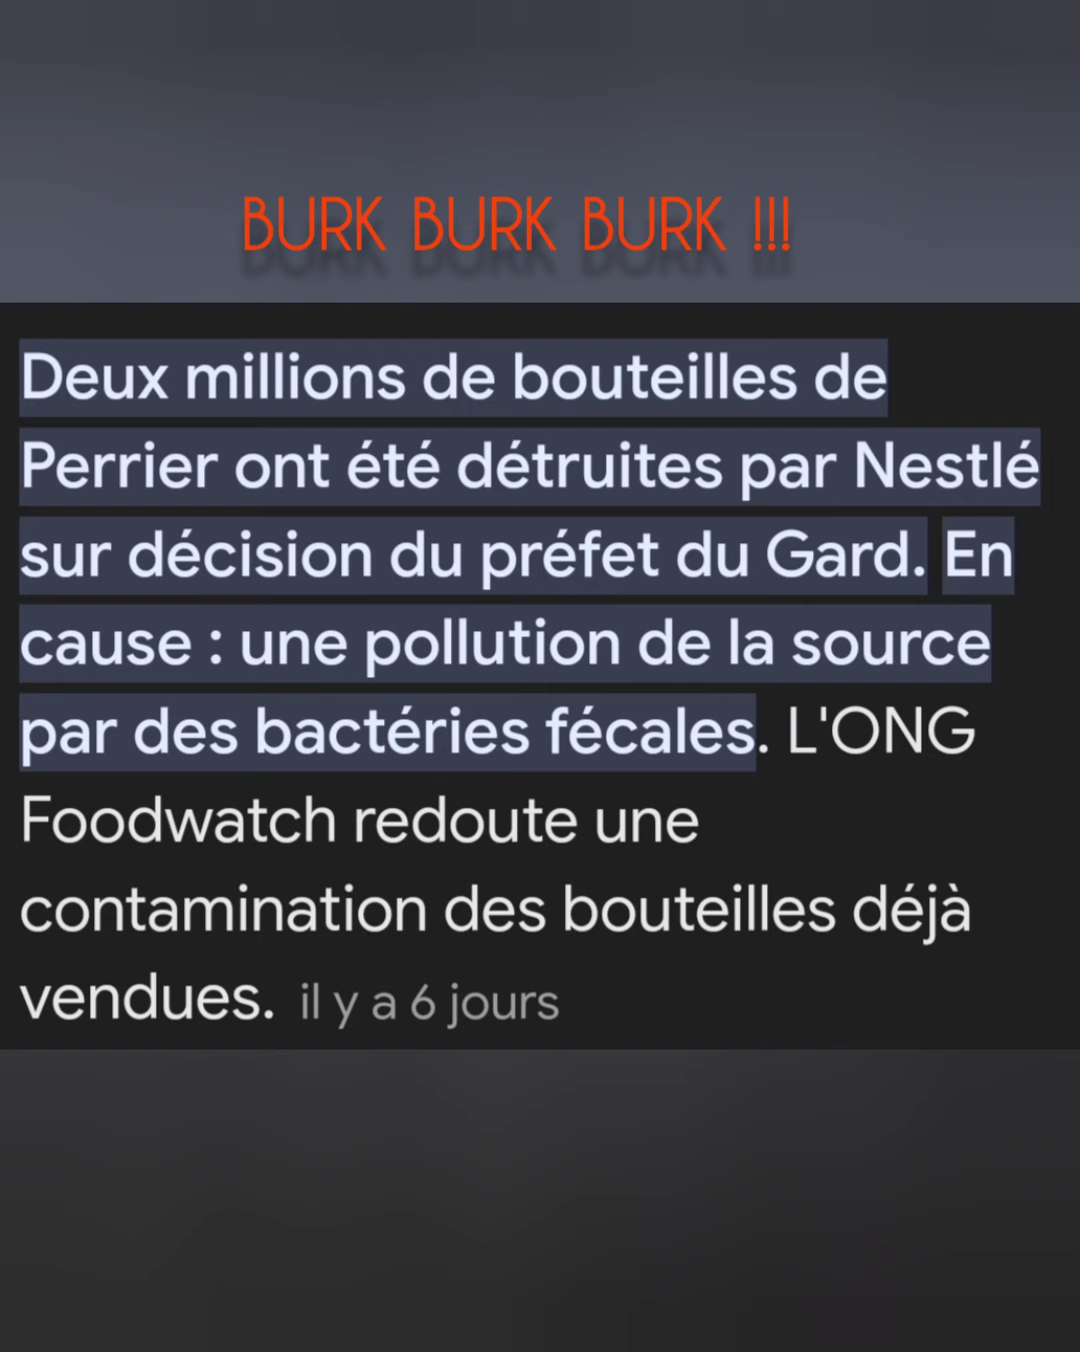 BURK BURK BURK !!!
Deux millions de bouteilles de
Perrier ont été détruites par Nestlé
sur décision du préfet du Gard. En
cause : une pollution de la source
par des bactéries fécales. L'ONG
Foodwatch redoute une
contamination des bouteilles déjà
vendues. il y a 6 jours